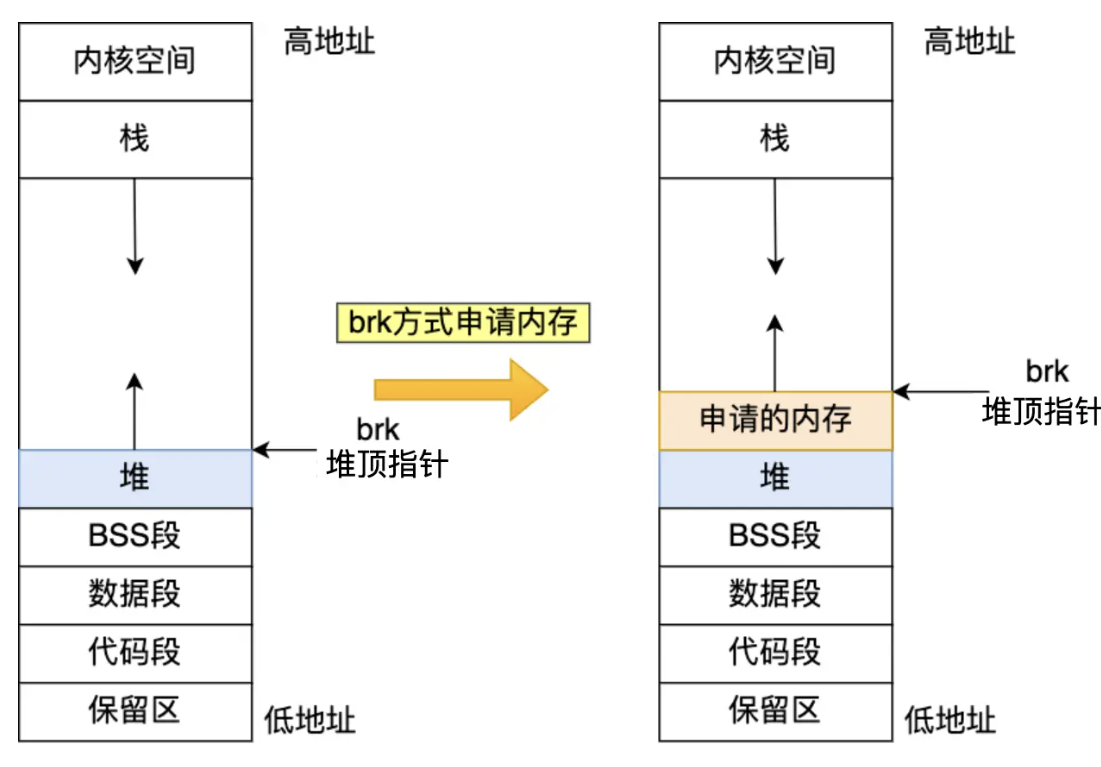 内核空间
高地址
栈
brk
堆顶指针
堆
BSS段
数据段
代码段
保留区
低地址
brk方式申请内存
内核空间
高地址
栈
brk
堆顶指针
申请的内存
堆
BSS段
数据段
代码段
保留区
低地址